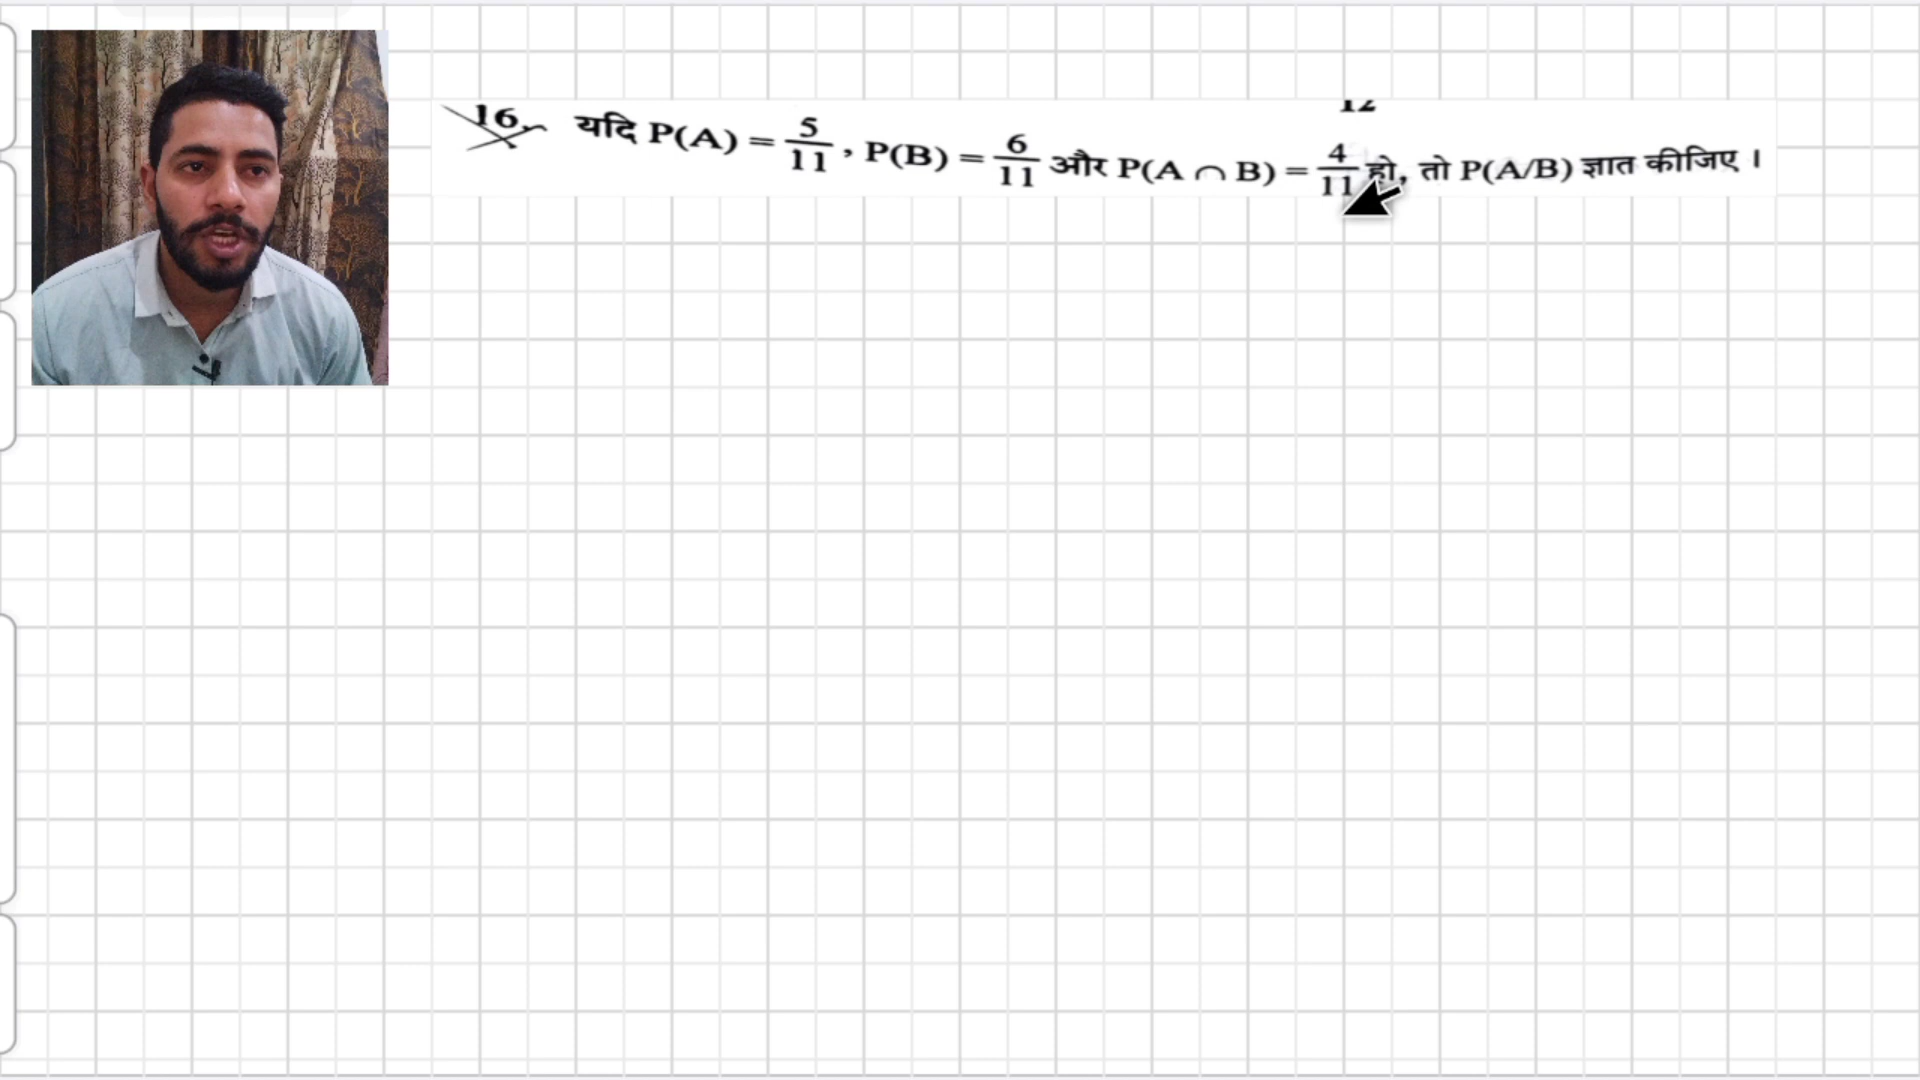 12
16. यदि P(A) = 5/11, P(B) = 6/11 और P(A ∩ B) = 4/11 हो, तो P(A/B) ज्ञात कीजिए ।